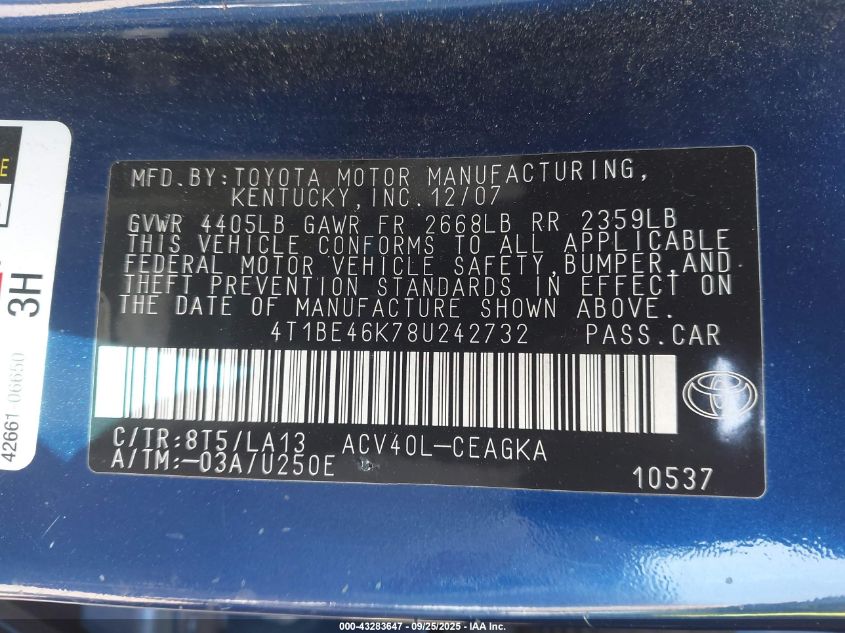 MFD.BY:TOYOTA MOTOR MANUFACTURING,
KENTUCKY, INC.12/07
GVWR 4405LB GAWR FR 2668LB RR 2359LB
THIS VEHICLE CONFORMS TO ALL APPLICABLE
FEDERAL MOTOR VEHICLE SAFETY,BUMPER,AND
THEFT PREVENTION STANDARDS IN EFFECT ON
THE DATE OF MANUFACTURE SHOWN ABOVE.
4T1BE46K78U242732 PASS.CAR
C/TR:8T5/LA13 ACV40L-CEAGKA
A/TM:-03A/U250E
10537
3H
42661-06650
000-43283647 - 09/25/2025 - IAA Inc.